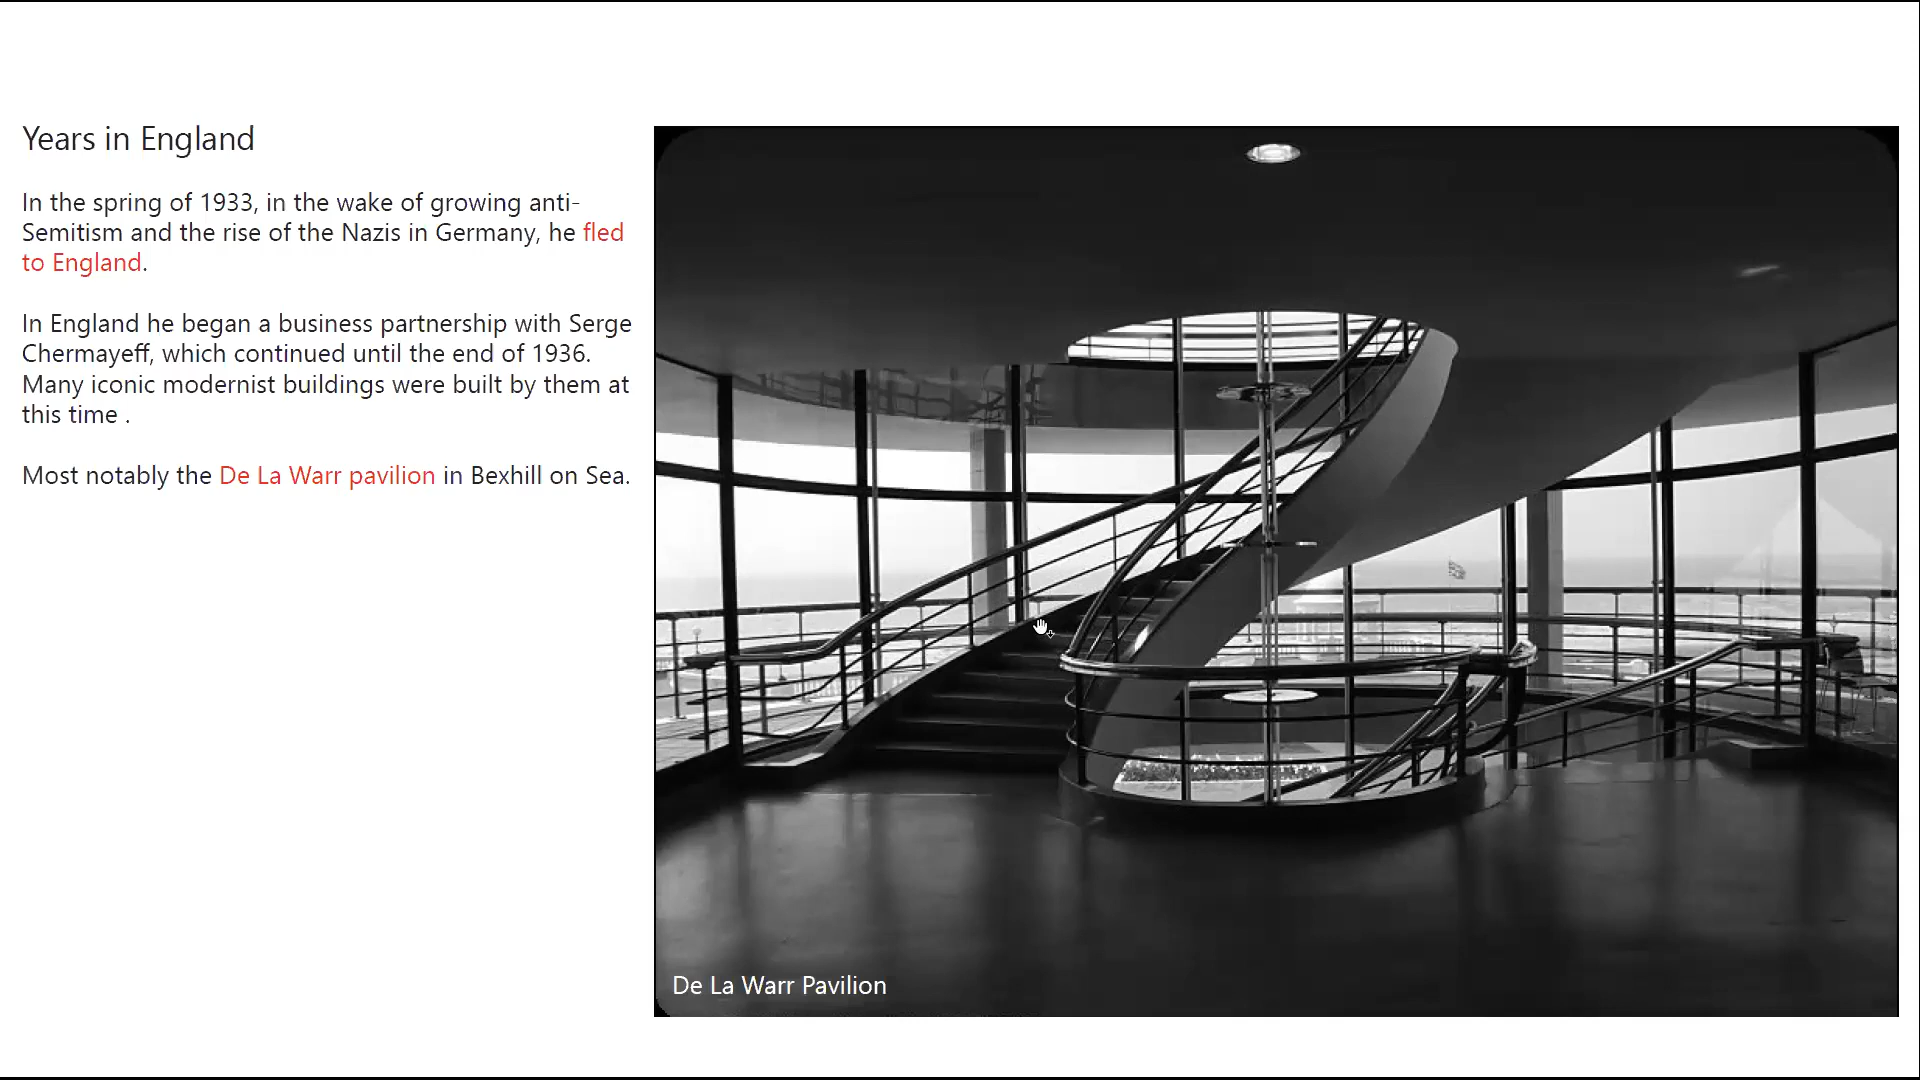 Years in England
In the spring of 1933, in the wake of growing anti-
Semitism and the rise of the Nazis in Germany, he fled
to England.
In England he began a business partnership with Serge
Chermayeff, which continued until the end of 1936.
Many iconic modernist buildings were built by them at
this time .
Most notably the De La Warr pavilion in Bexhill on Sea.
De La Warr Pavilion